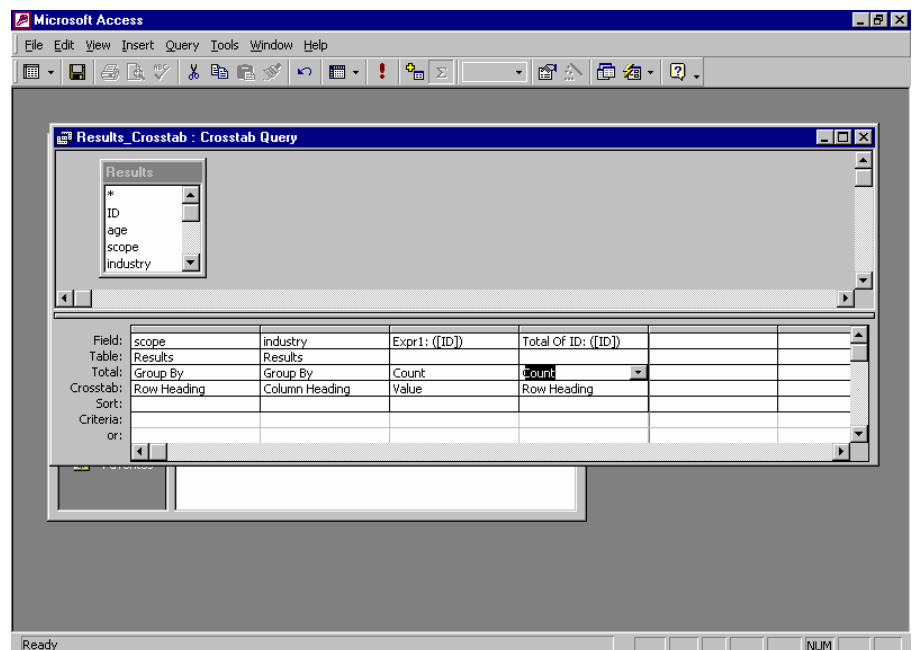 Microsoft Access
File Edit View Insert Query Tools Window Help
Results_Crosstab : Crosstab Query
Results
*
ID
age
scope
industry
Field: scope industry Expr1: ([ID]) Total Of ID: ([ID])
Table: Results Results
Total: Group By Group By Count Count
Crosstab: Row Heading Column Heading Value Row Heading
Sort:
Criteria:
or:
Favorites
Ready NUM